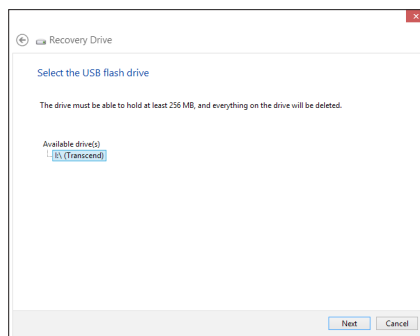 Recovery Drive
Select the USB flash drive
The drive must be able to hold at least 256 MB, and everything on the drive will be deleted.
Available drive(s)
I:\ (Transcend)
Next
Cancel